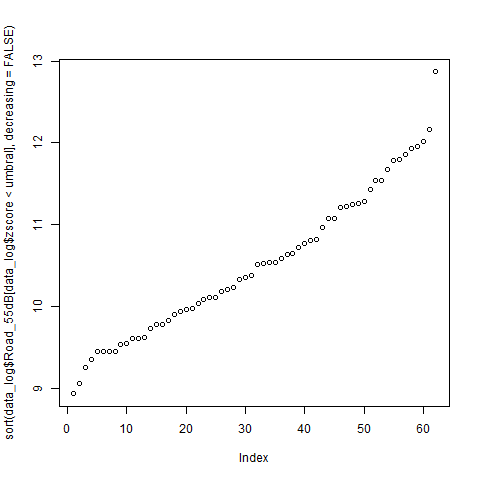 sort(data_log$Road_55dB[data_log$zscore < umbral], decreasing = FALSE)
13
12
11
10
9
0 10 20 30 40 50 60
Index